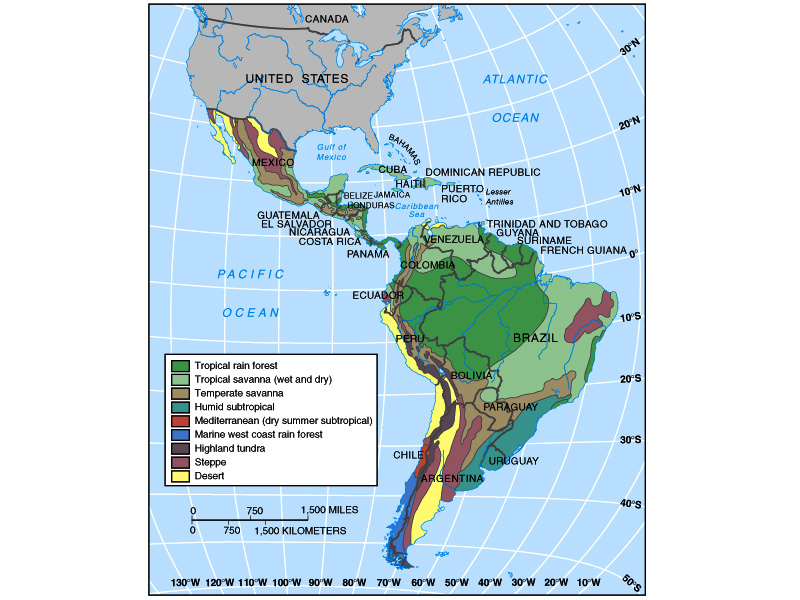 CANADA
UNITED STATES
ATLANTIC
OCEAN
30°N
20°N
10°N
0°
10°S
20°S
30°S
40°S
50°S
Gulf of
Mexico
BAHAMAS
MEXICO
CUBA
DOMINICAN REPUBLIC
HAITI
PUERTO
RICO
Lesser
Antilles
BELIZE
JAMAICA
HONDURAS
Caribbean
Sea
GUATEMALA
EL SALVADOR
NICARAGUA
COSTA RICA
PANAMA
TRINIDAD AND TOBAGO
GUYANA
SURINAME
FRENCH GUIANA
VENEZUELA
COLOMBIA
PACIFIC
OCEAN
ECUADOR
PERU
BRAZIL
BOLIVIA
PARAGUAY
CHILE
URUGUAY
ARGENTINA
Tropical rain forest
Tropical savanna (wet and dry)
Temperate savanna
Humid subtropical
Mediterranean (dry summer subtropical)
Marine west coast rain forest
Highland tundra
Steppe
Desert
0 750 1,500 MILES
0 750 1,500 KILOMETERS
130°W 120°W 110°W 100°W 90°W 80°W 70°W 60°W 50°W 40°W 30°W 20°W 10°W